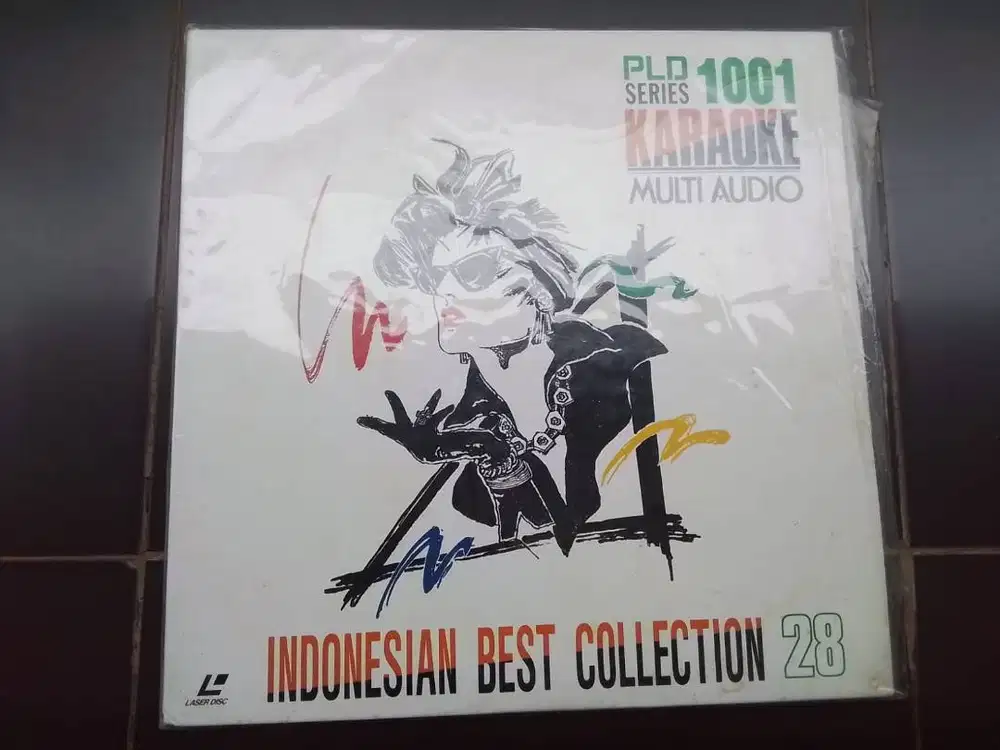 PLD
SERIES 1001
KARAOKE
MULTI AUDIO
INDONESIAN BEST COLLECTION 28
LASER DISC